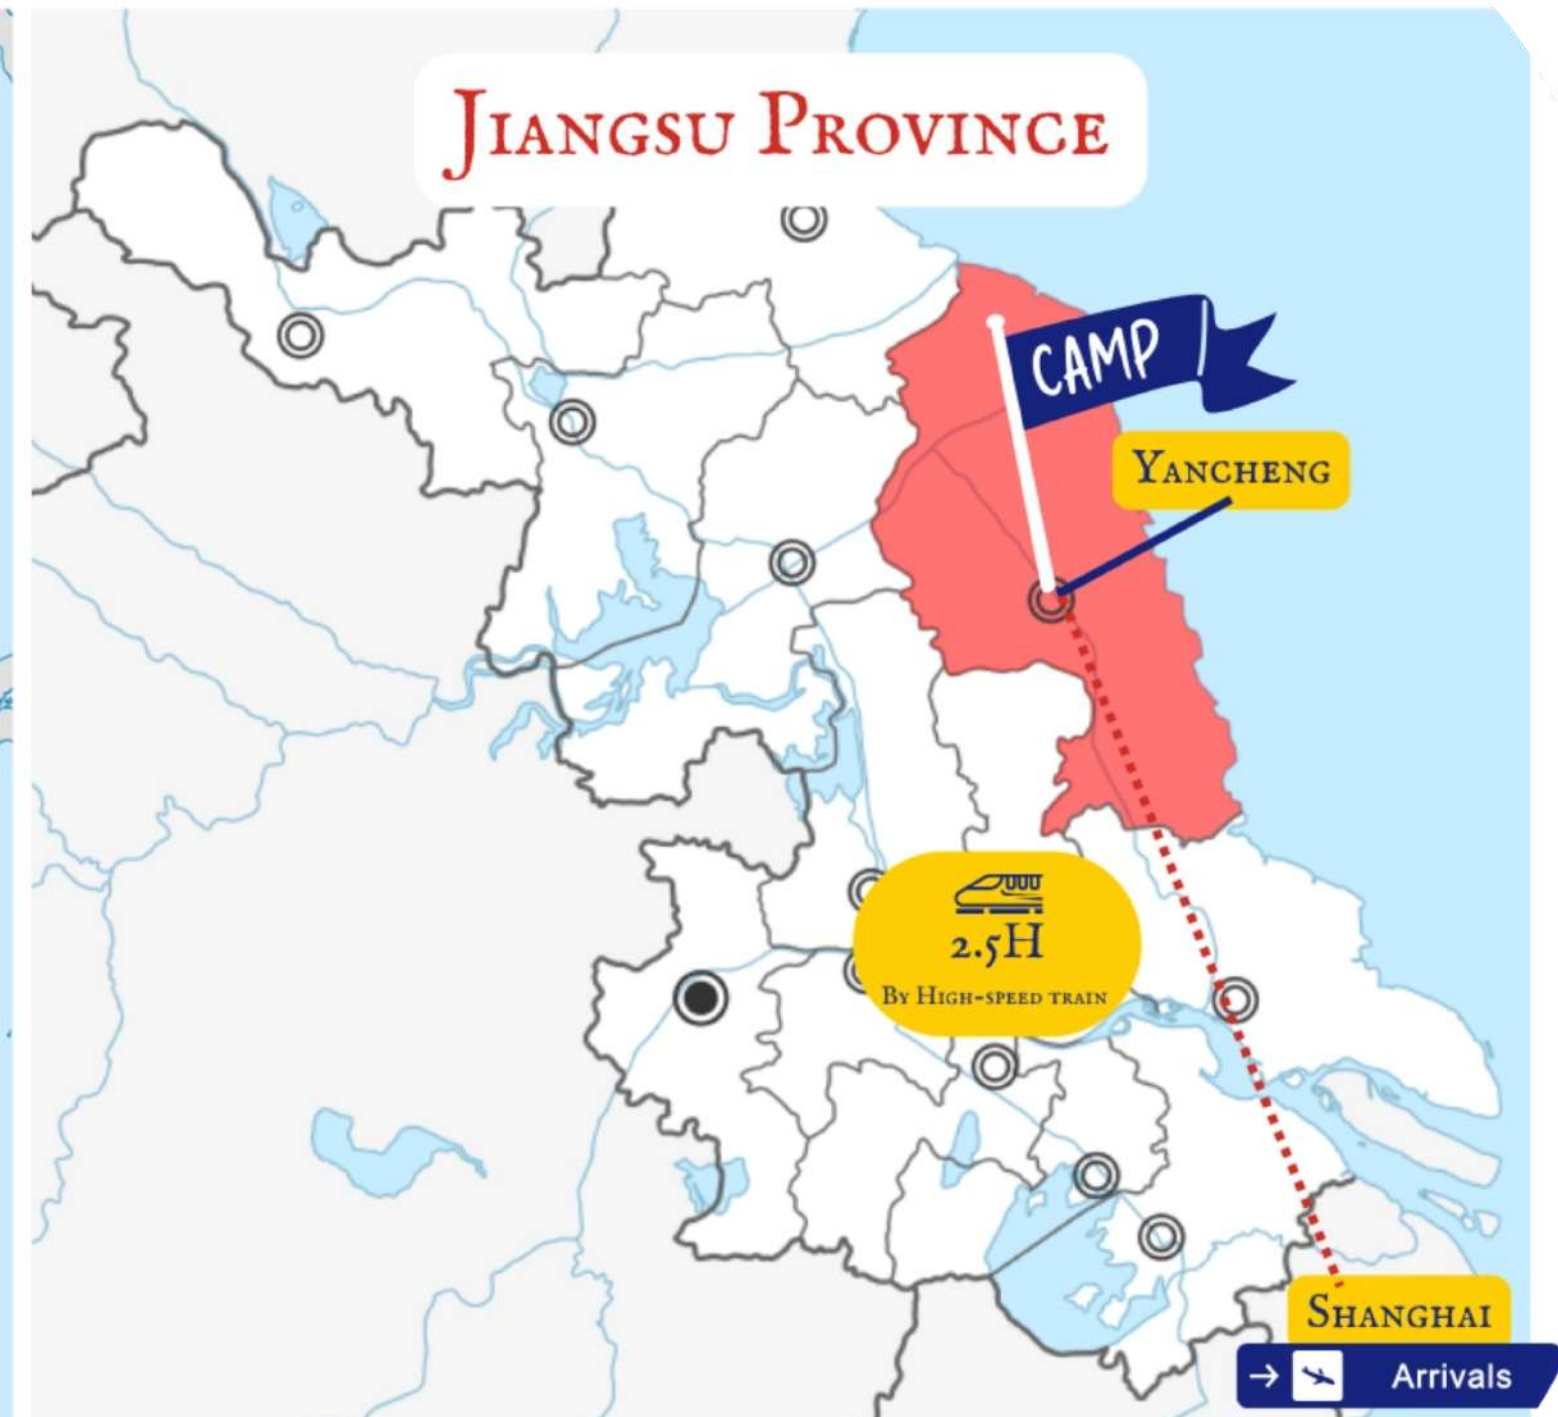 Jiangsu Province
CAMP
Yancheng
2.5H
By High-speed train
Shanghai
Arrivals